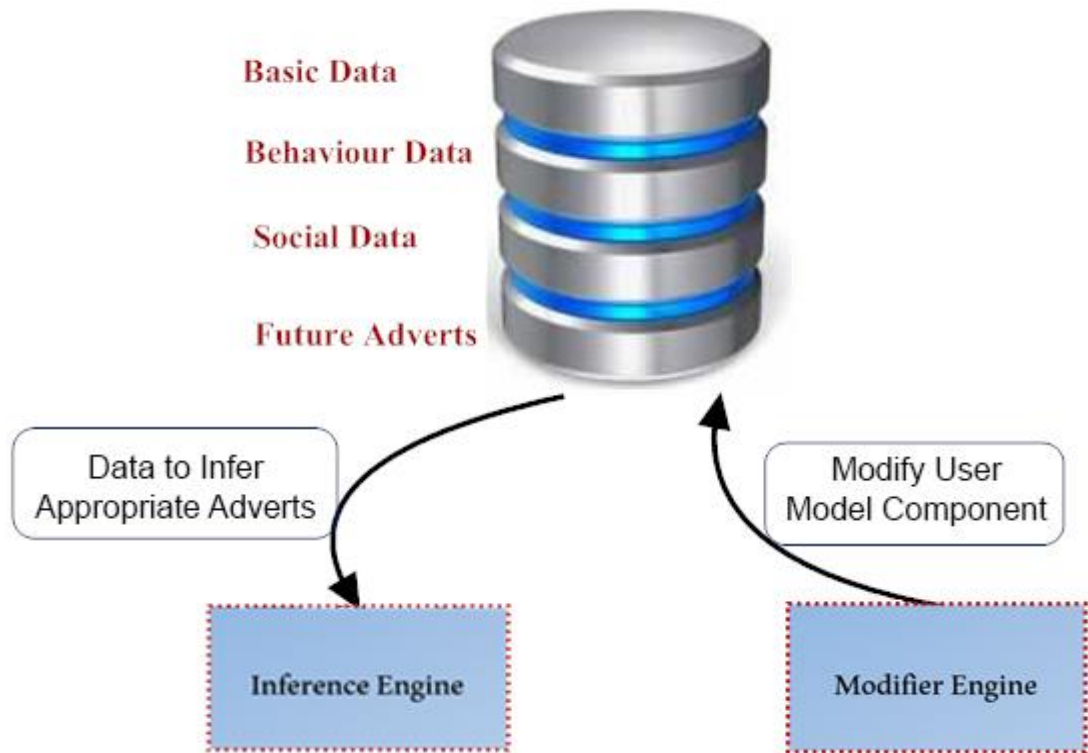 Basic Data
Behaviour Data
Social Data
Future Adverts
Data to Infer
Appropriate Adverts
Modify User
Model Component
Inference Engine
Modifier Engine